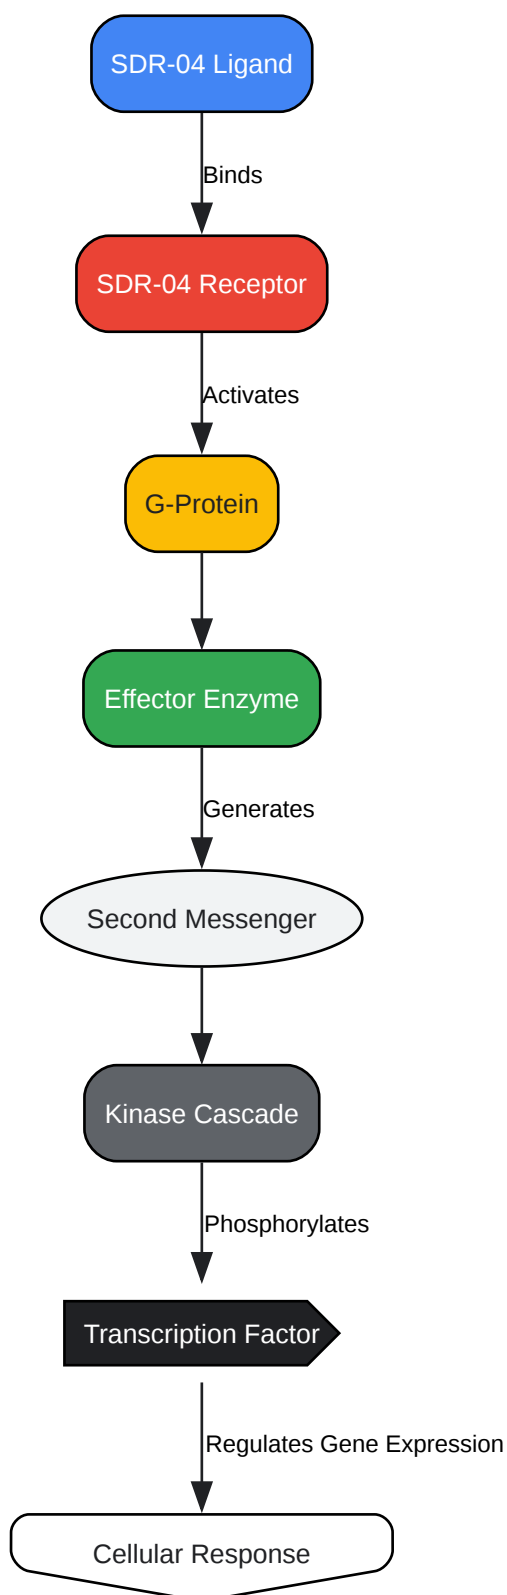 SDR-04 Ligand
Binds
SDR-04 Receptor
Activates
G-Protein
Effector Enzyme
Generates
Second Messenger
Kinase Cascade
Phosphorylates
Transcription Factor
Regulates Gene Expression
Cellular Response